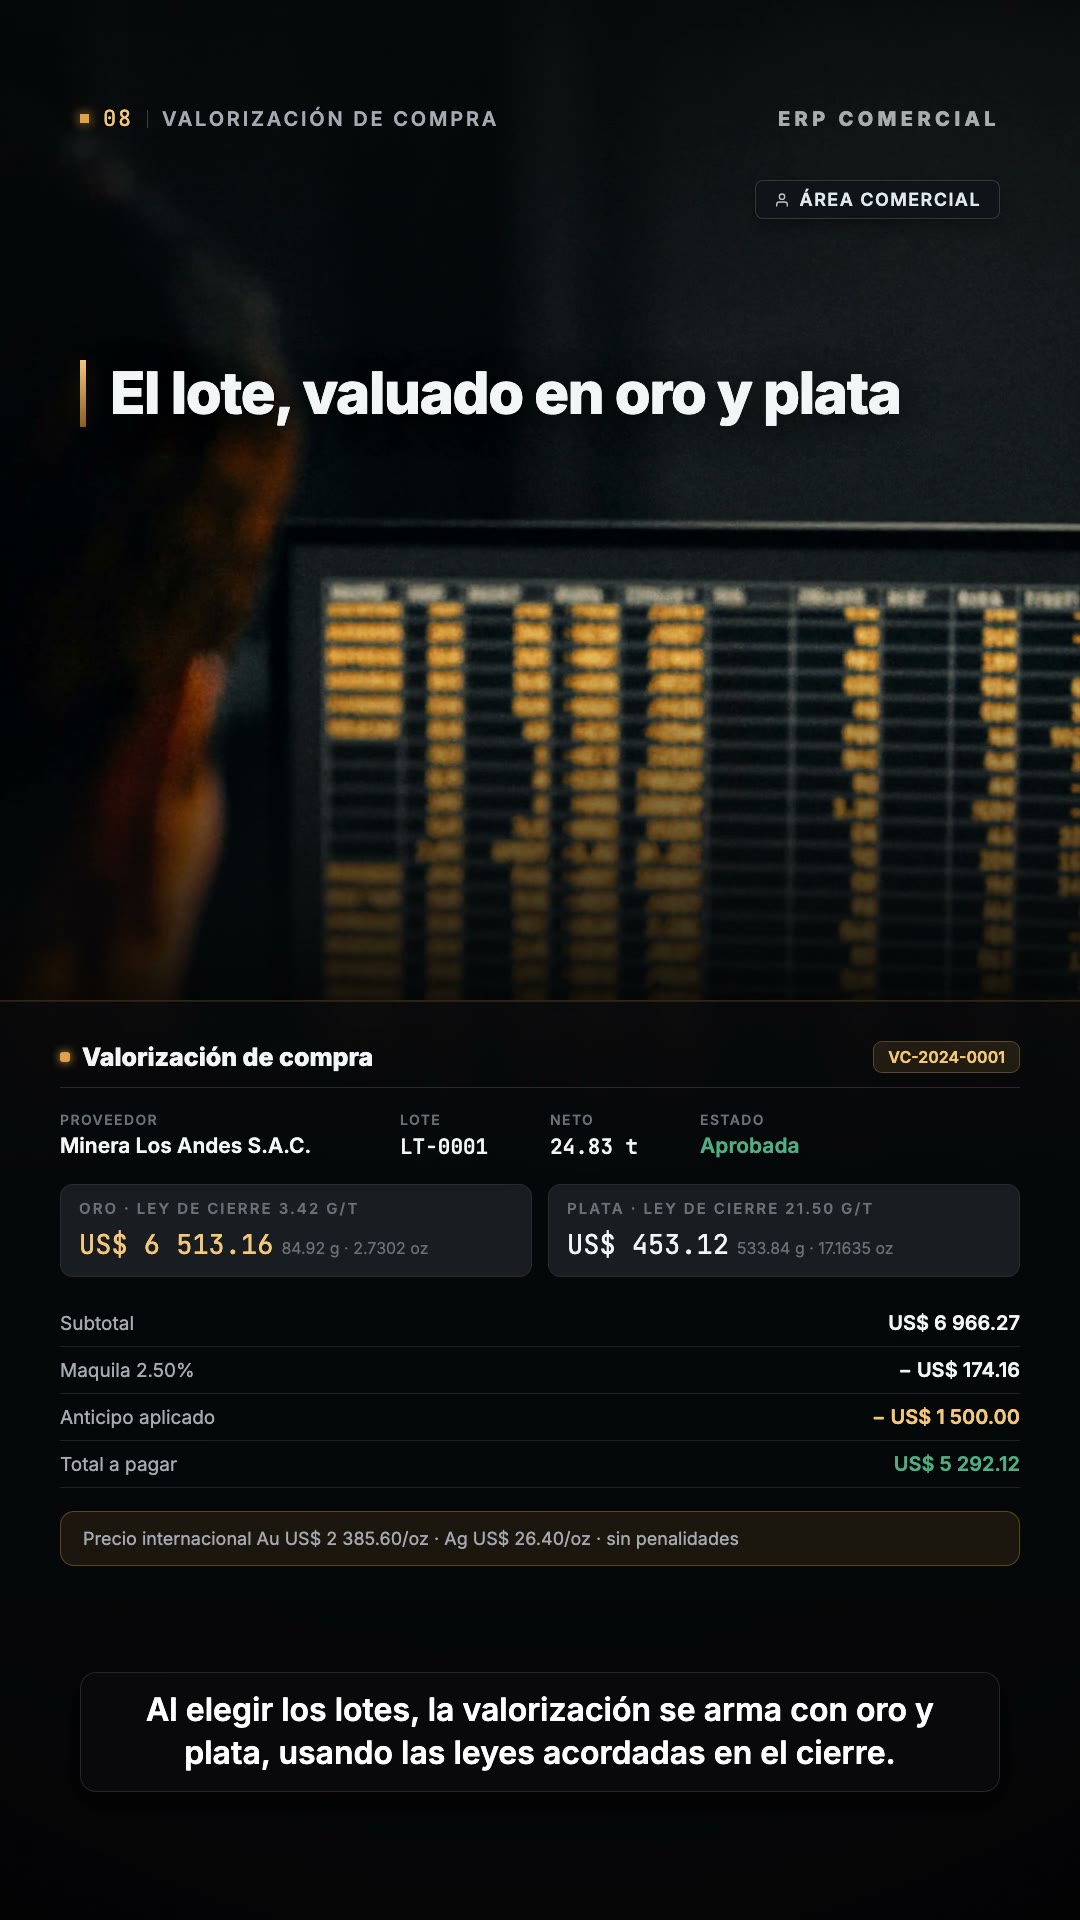 08 | VALORIZACIÓN DE COMPRA
ERP COMERCIAL
ÁREA COMERCIAL
El lote, valuado en oro y plata
Valorización de compra
VC-2024-0001
PROVEEDOR LOTE NETO ESTADO
Minera Los Andes S.A.C. LT-0001 24.83 t Aprobada
ORO · LEY DE CIERRE 3.42 G/T
US$ 6 513.16 84.92 g · 2.7302 oz
PLATA · LEY DE CIERRE 21.50 G/T
US$ 453.12 533.84 g · 17.1635 oz
Subtotal US$ 6 966.27
Maquila 2.50% – US$ 174.16
Anticipo aplicado – US$ 1 500.00
Total a pagar US$ 5 292.12
Precio internacional Au US$ 2 385.60/oz · Ag US$ 26.40/oz · sin penalidades
Al elegir los lotes, la valorización se arma con oro y
plata, usando las leyes acordadas en el cierre.